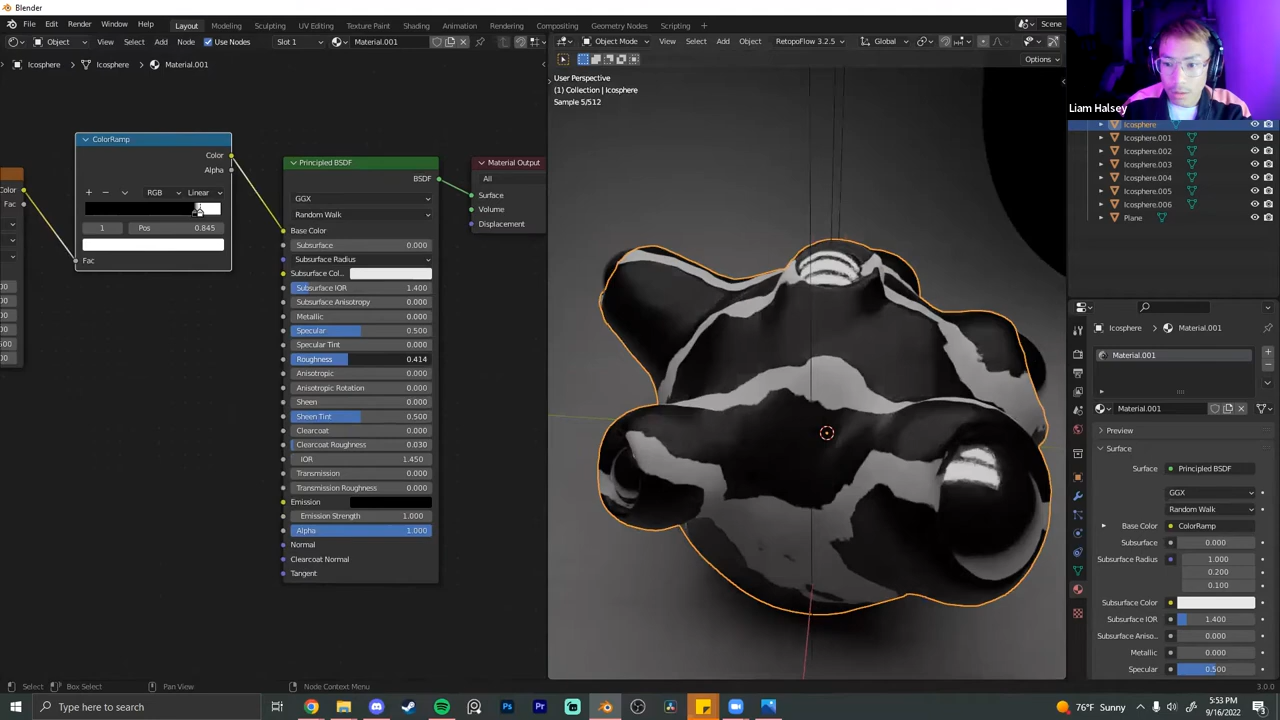 Blender
File Edit Render Window Help Layout Modeling Sculpting UV Editing Texture Paint Shading Animation Rendering Compositing Geometry Nodes Scripting + Scene
Object View Select Add Node Use Nodes Slot 1 Material.001
Object Mode View Select Add Object RetopoFlow 3.2.5 Global
Options
Icosphere > Icosphere > Material.001
User Perspective
(1) Collection | Icosphere
Sample 5/512
Liam Halsey
Color
Fac
ColorRamp
Color
Alpha
+ − RGB Linear
1 Pos 0.845
Fac
Principled BSDF
BSDF
GGX
Random Walk
Base Color
Subsurface 0.000
Subsurface Radius
Subsurface Col...
Subsurface IOR 1.400
Subsurface Anisotropy 0.000
Metallic 0.000
Specular 0.500
Specular Tint 0.000
Roughness 0.414
Anisotropic 0.000
Anisotropic Rotation 0.000
Sheen 0.000
Sheen Tint 0.500
Clearcoat 0.000
Clearcoat Roughness 0.030
IOR 1.450
Transmission 0.000
Transmission Roughness 0.000
Emission
Emission Strength 1.000
Alpha 1.000
Normal
Clearcoat Normal
Tangent
Material Output
All
Surface
Volume
Displacement
Icosphere
Icosphere.001
Icosphere.002
Icosphere.003
Icosphere.004
Icosphere.005
Icosphere.006
Plane
Icosphere > Material.001
Material.001
Material.001
Preview
Surface
Surface Principled BSDF
GGX
Random Walk
Base Color ColorRamp
Subsurface 0.000
Subsurface Radius 1.000
0.200
0.100
Subsurface Color
Subsurface IOR 1.400
Subsurface Aniso... 0.000
Metallic 0.000
Specular 0.500
Select Box Select Pan View Node Context Menu 3.0.0
Type here to search
76°F Sunny
5:53 PM
9/16/2022